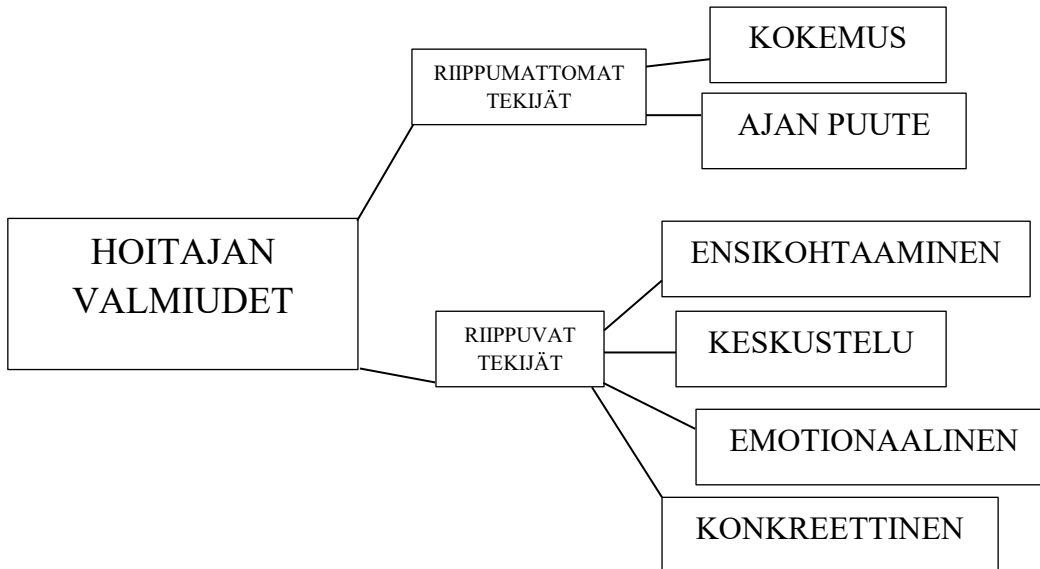 KOKEMUS
RIIPPUMATTOMAT
TEKIJÄT
AJAN PUUTE
HOITAJAN
VALMIUDET
ENSIKOHTAAMINEN
RIIPPUVAT
TEKIJÄT
KESKUSTELU
EMOTIONAALINEN
KONKREETTINEN